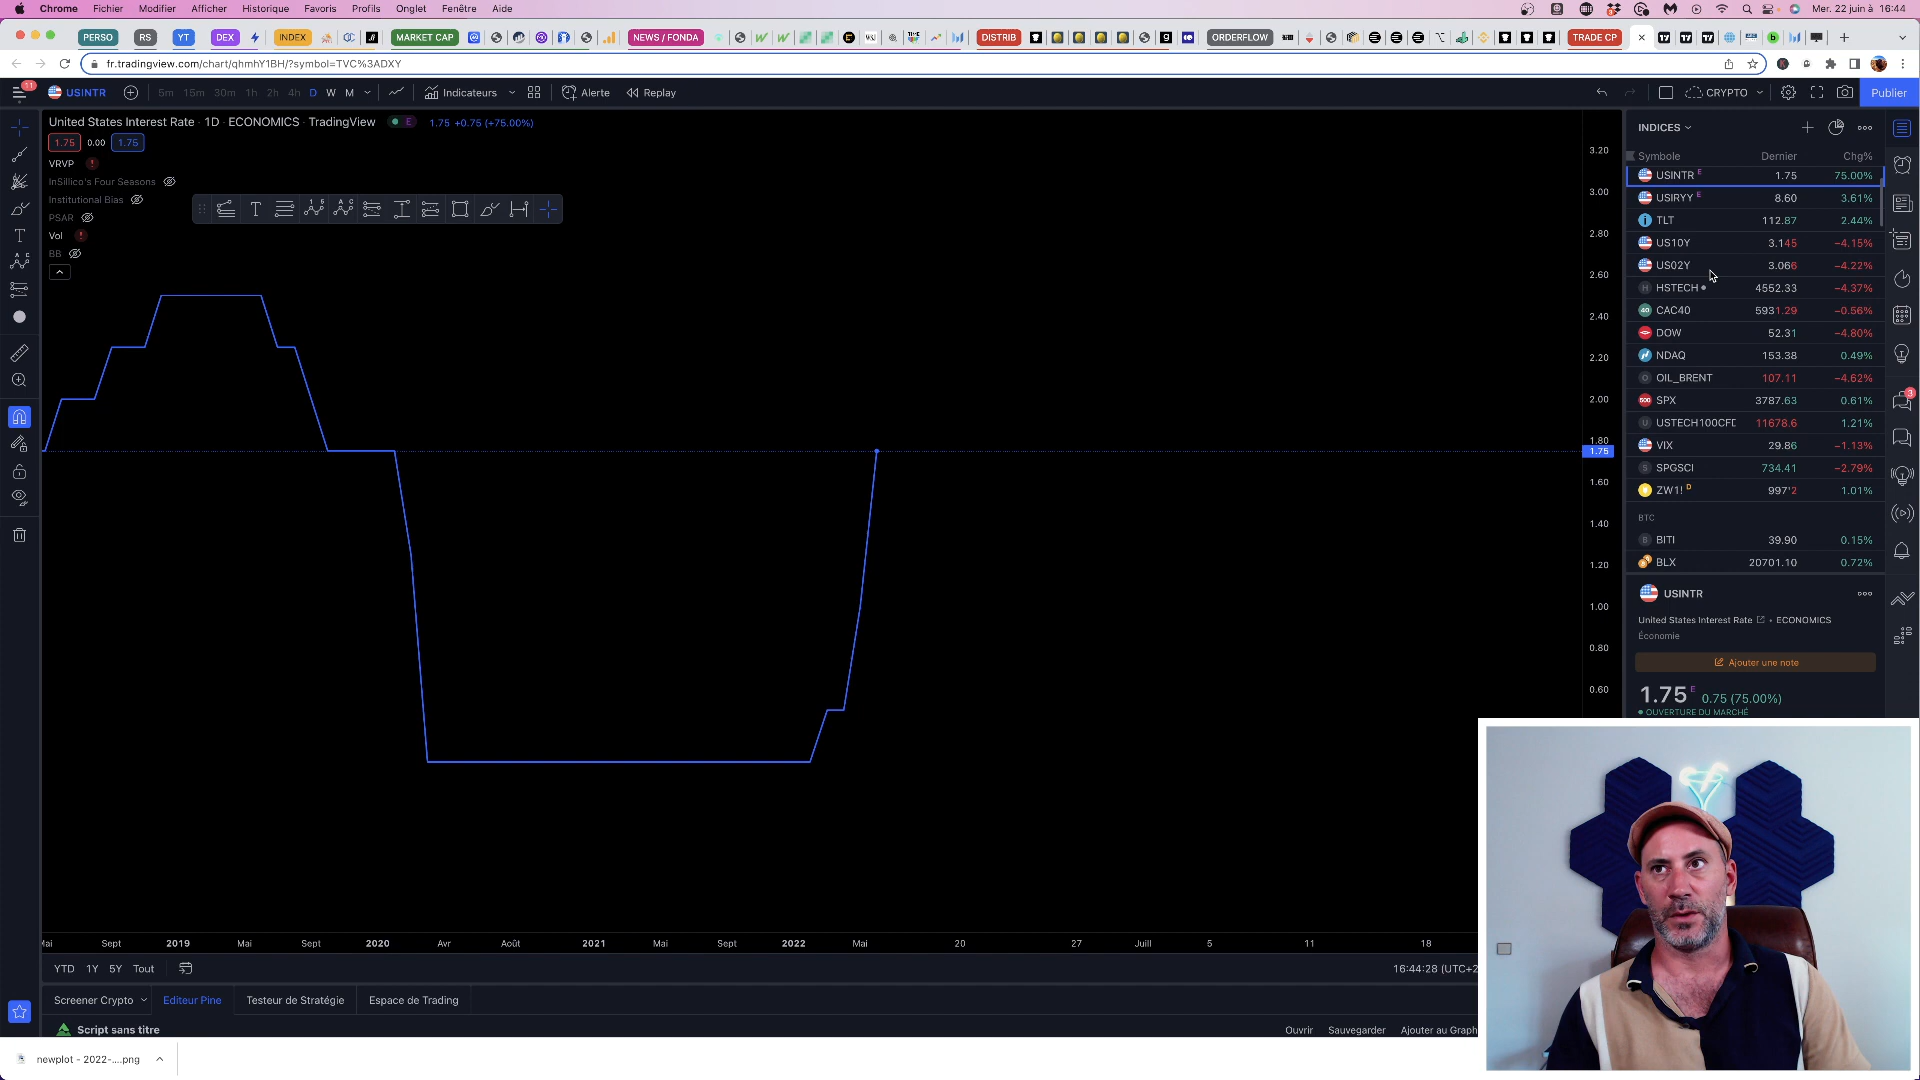 Chrome Fichier Modifier Afficher Historique Favoris Profils Onglet Fenêtre Aide Mer. 22 juin à 16:44
PERSO RS YT DEX INDEX MARKET CAP NEWS / FONDA DISTRIB ORDERFLOW TRADE CP
fr.tradingview.com/chart/qhmhY1BH/?symbol=TVC%3ADXY
11 USINTR 5m 15m 30m 1h 2h 4h D W M Indicateurs Alerte Replay CRYPTO Publier
United States Interest Rate · 1D · ECONOMICS · TradingView E 1.75 +0.75 (+75.00%)
1.75 0.00 1.75
VRVP
InSillico's Four Seasons
Institutional Bias
PSAR
Vol
BB
3.20
3.00
2.80
2.60
2.40
2.20
2.00
1.80
1.75
1.60
1.40
1.20
1.00
0.80
0.60
INDICES
Symbole Dernier Chg%
USINTR E 1.75 75.00%
USIRYY E 8.60 3.61%
TLT 112.87 2.44%
US10Y 3.145 −4.15%
US02Y 3.066 −4.22%
HSTECH 4552.33 −4.37%
CAC40 5931.29 −0.56%
DOW 52.31 −4.80%
NDAQ 153.38 0.49%
OIL_BRENT 107.11 −4.62%
SPX 3787.63 0.61%
USTECH100CFD 11678.6 1.21%
VIX 29.86 −1.13%
SPGSCI 734.41 −2.79%
ZW1! D 997'2 1.01%
BTC
BITI 39.90 0.15%
BLX 20701.10 0.72%
USINTR
United States Interest Rate • ECONOMICS
Économie
Ajouter une note
1.75 E 0.75 (75.00%)
OUVERTURE DU MARCHÉ
3
Mai Sept 2019 Mai Sept 2020 Avr Août 2021 Mai Sept 2022 Mai 20 27 Juill 5 11 18
YTD 1Y 5Y Tout 16:44:28 (UTC+2
Screener Crypto Editeur Pine Testeur de Stratégie Espace de Trading
Script sans titre Ouvrir Sauvegarder Ajouter au Graph
newplot - 2022-....png